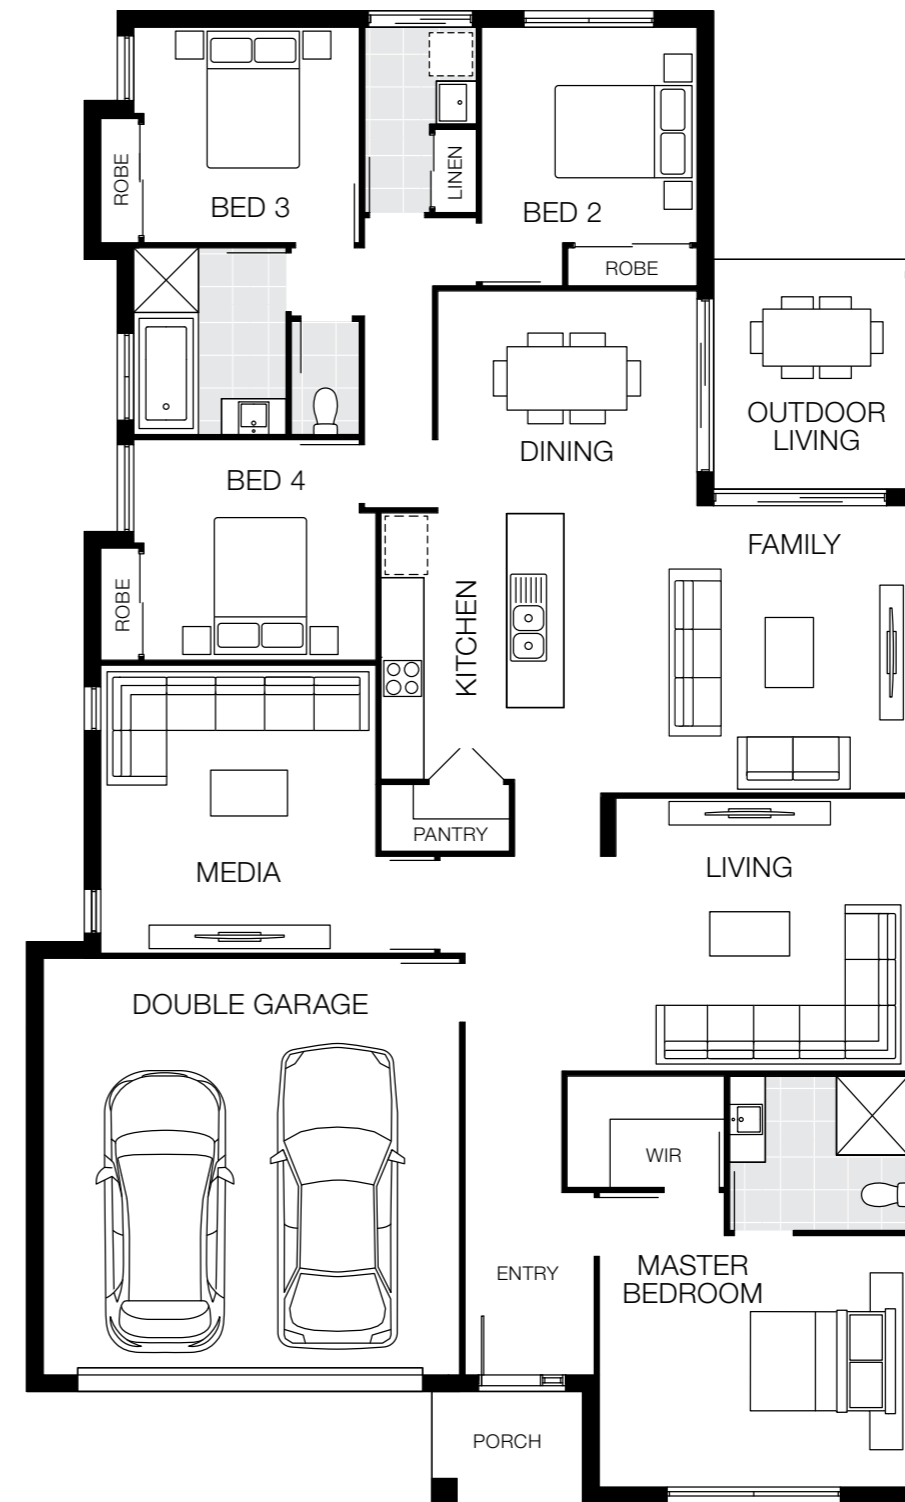 BED 3
ROBE
LINEN
BED 2
ROBE
OUTDOOR
LIVING
DINING
BED 4
ROBE
KITCHEN
FAMILY
PANTRY
MEDIA
LIVING
DOUBLE GARAGE
WIR
ENTRY
MASTER
BEDROOM
PORCH